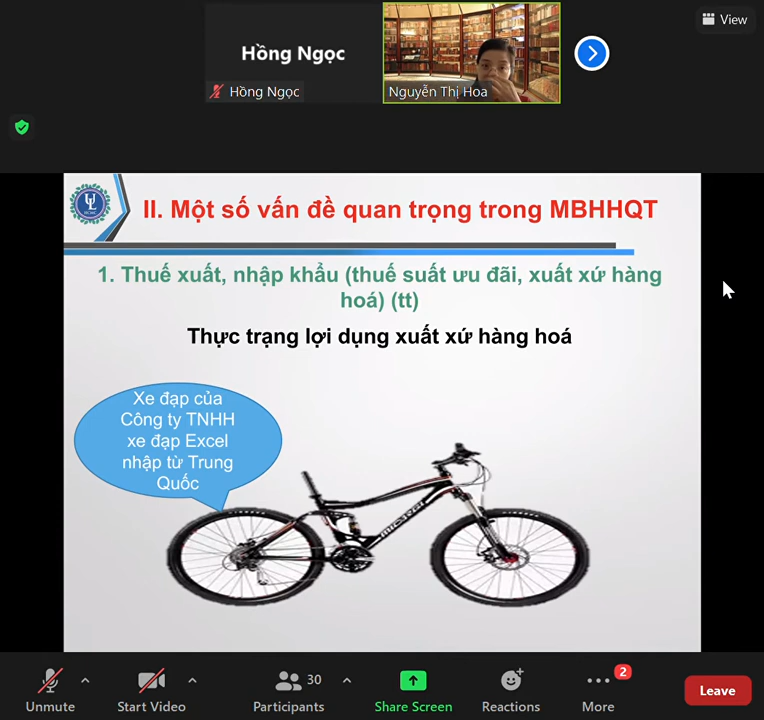 View
Hồng Ngọc
Hồng Ngọc
Nguyễn Thị Hoa
II. Một số vấn đề quan trọng trong MBHHQT
1. Thuế xuất, nhập khẩu (thuế suất ưu đãi, xuất xứ hàng
hoá) (tt)
Thực trạng lợi dụng xuất xứ hàng hoá
Xe đạp của
Công ty TNHH
xe đạp Excel
nhập từ Trung
Quốc
Unmute
Start Video
Participants
30
Share Screen
Reactions
More
2
Leave